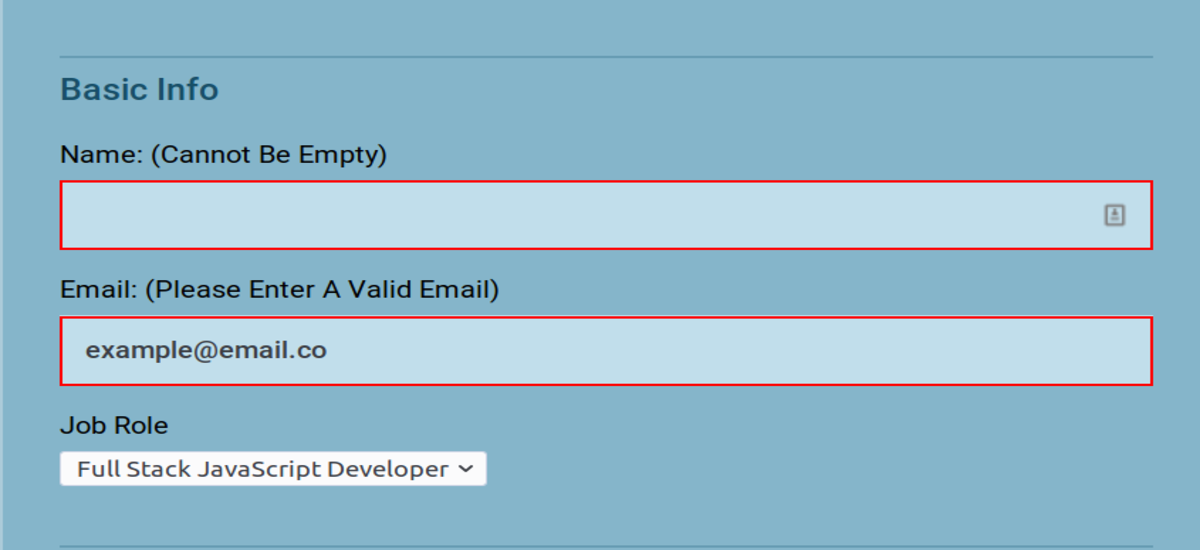 Basic Info
Name: (Cannot Be Empty)
Email: (Please Enter A Valid Email)
example@email.co
Job Role
Full Stack JavaScript Developer